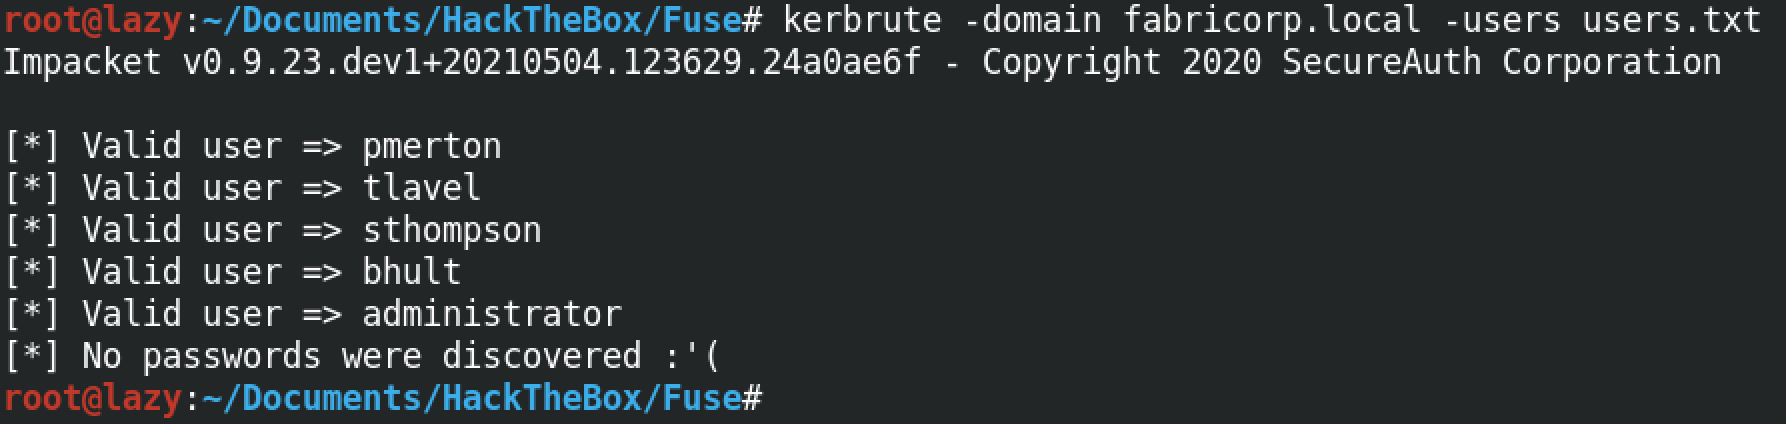 root@lazy:~/Documents/HackTheBox/Fuse# kerbrute -domain fabricorp.local -users users.txt
Impacket v0.9.23.dev1+20210504.123629.24a0ae6f - Copyright 2020 SecureAuth Corporation
[*] Valid user => pmerton
[*] Valid user => tlavel
[*] Valid user => sthompson
[*] Valid user => bhult
[*] Valid user => administrator
[*] No passwords were discovered :'(
root@lazy:~/Documents/HackTheBox/Fuse#